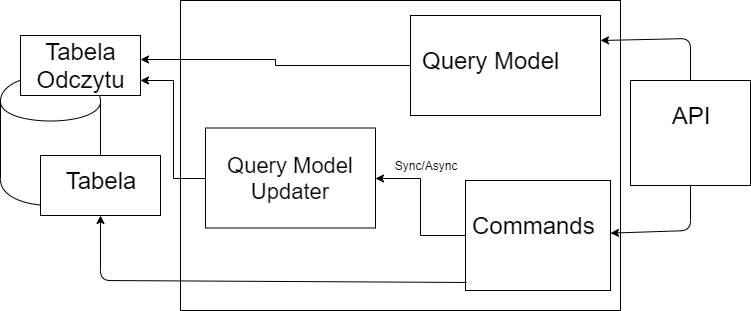 Tabela
Odczytu
Query Model
API
Tabela
Query Model
Updater
Sync/Async
Commands